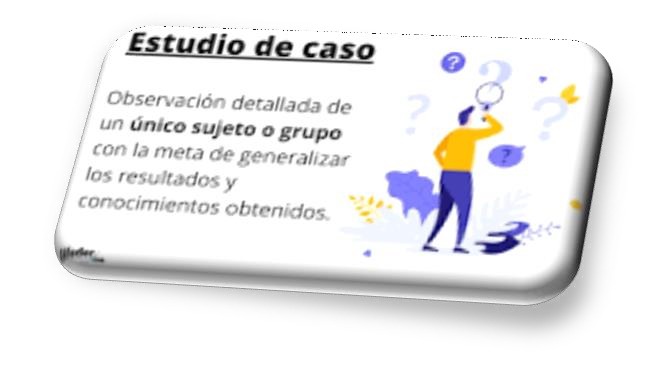 Estudio de caso
Observación detallada de
un único sujeto o grupo
con la meta de generalizar
los resultados y
conocimientos obtenidos.
? ? ? ? ?